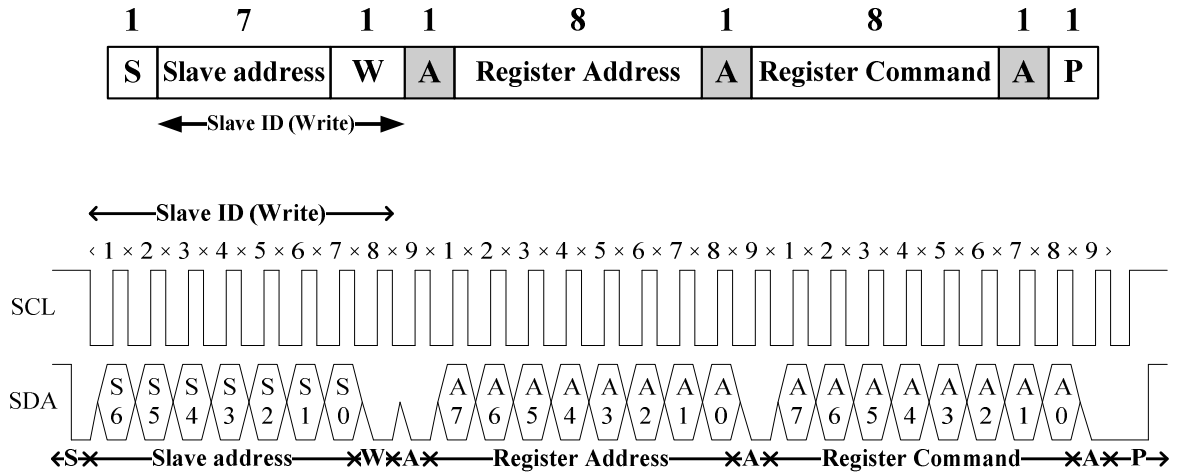 1 7 1 1 8 1 8 1 1
S Slave address W A Register Address A Register Command A P
Slave ID (Write)
Slave ID (Write)
‹ 1 × 2 × 3 × 4 × 5 × 6 × 7 × 8 × 9 × 1 × 2 × 3 × 4 × 5 × 6 × 7 × 8 × 9 × 1 × 2 × 3 × 4 × 5 × 6 × 7 × 8 × 9 ›
SCL
SDA S6 S5 S4 S3 S2 S1 S0 A7 A6 A5 A4 A3 A2 A1 A0 A7 A6 A5 A4 A3 A2 A1 A0
S Slave address W A Register Address A Register Command A P